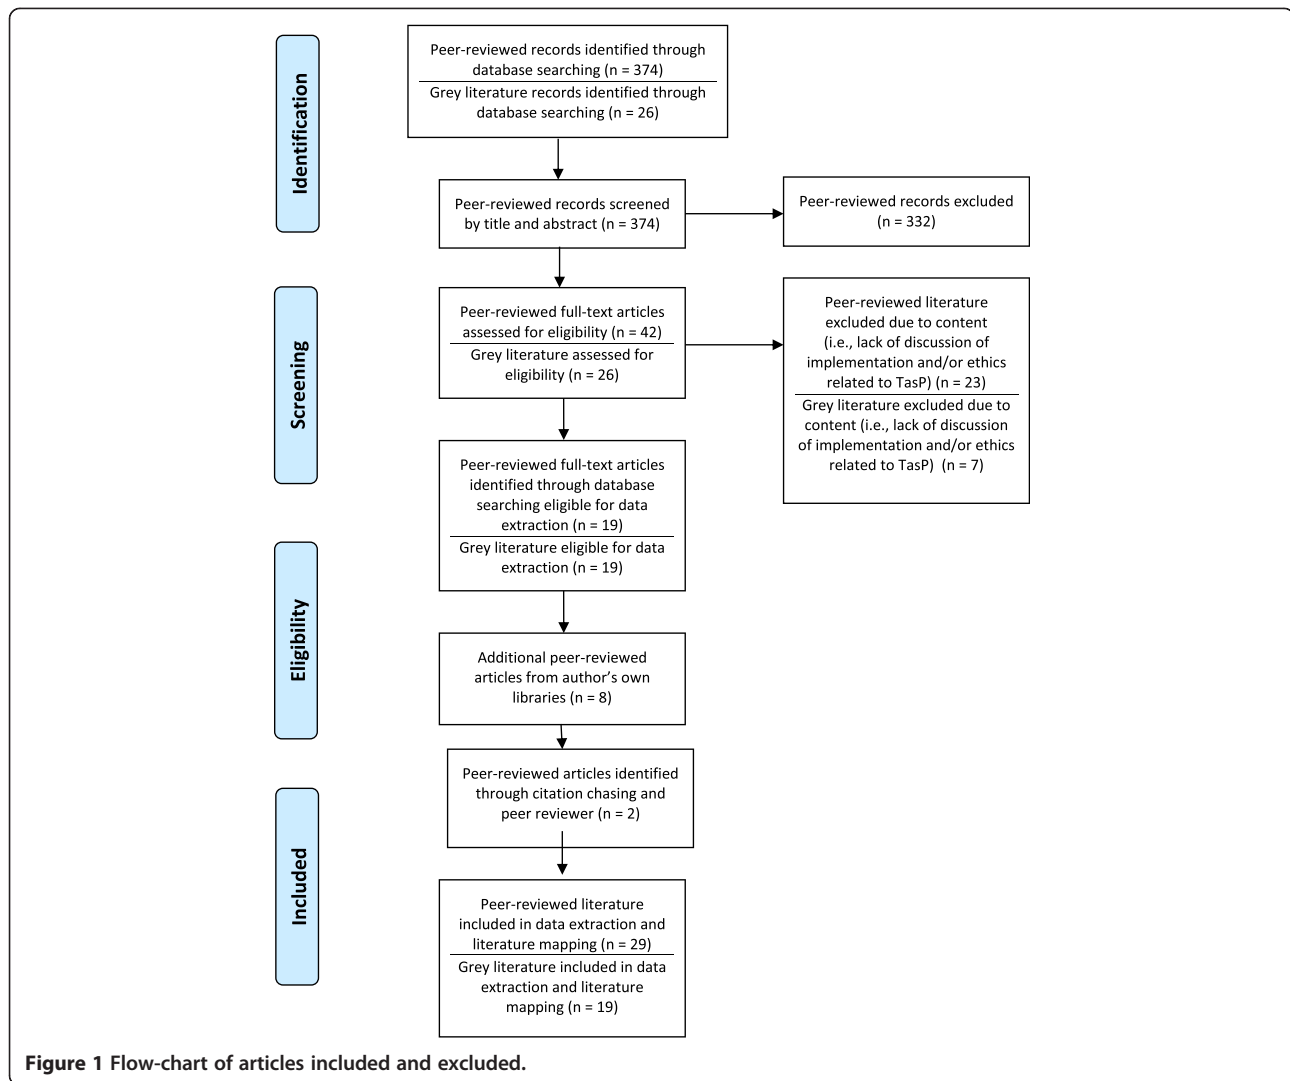 Identification
Peer-reviewed records identified through
database searching (n = 374)
Grey literature records identified through
database searching (n = 26)
Peer-reviewed records screened
by title and abstract (n = 374)
Peer-reviewed records excluded
(n = 332)
Screening
Peer-reviewed full-text articles
assessed for eligibility (n = 42)
Grey literature assessed for
eligibility (n = 26)
Peer-reviewed literature
excluded due to content
(i.e., lack of discussion of
implementation and/or ethics
related to TasP) (n = 23)
Grey literature excluded due to
content (i.e., lack of discussion
of implementation and/or ethics
related to TasP) (n = 7)
Peer-reviewed full-text articles
identified through database
searching eligible for data
extraction (n = 19)
Grey literature eligible for data
extraction (n = 19)
Eligibility
Additional peer-reviewed
articles from author's own
libraries (n = 8)
Peer-reviewed articles identified
through citation chasing and
peer reviewer (n = 2)
Included
Peer-reviewed literature
included in data extraction and
literature mapping (n = 29)
Grey literature included in data
extraction and literature
mapping (n = 19)
Figure 1 Flow-chart of articles included and excluded.